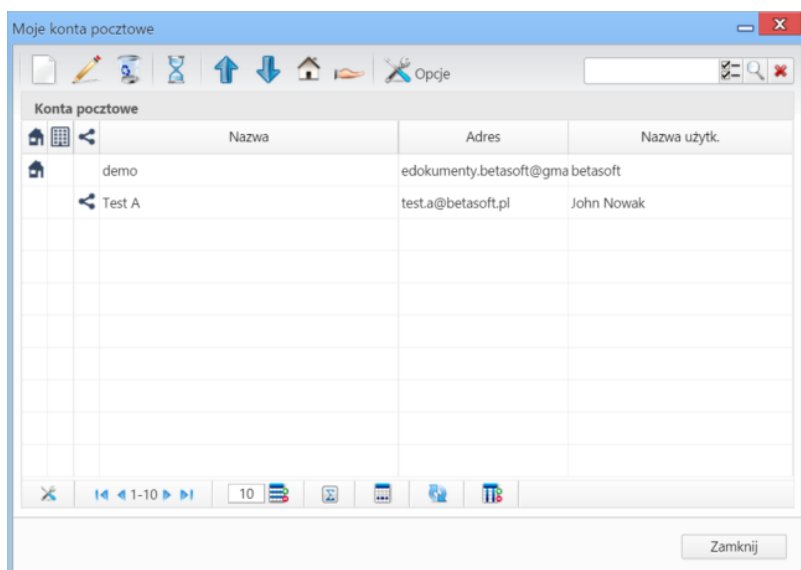 Moje konta pocztowe
Opcje
Konta pocztowe
Nazwa Adres Nazwa użytk.
demo edokumenty.betasoft@gma betasoft
Test A test.a@betasoft.pl John Nowak
1-10 10
Zamknij